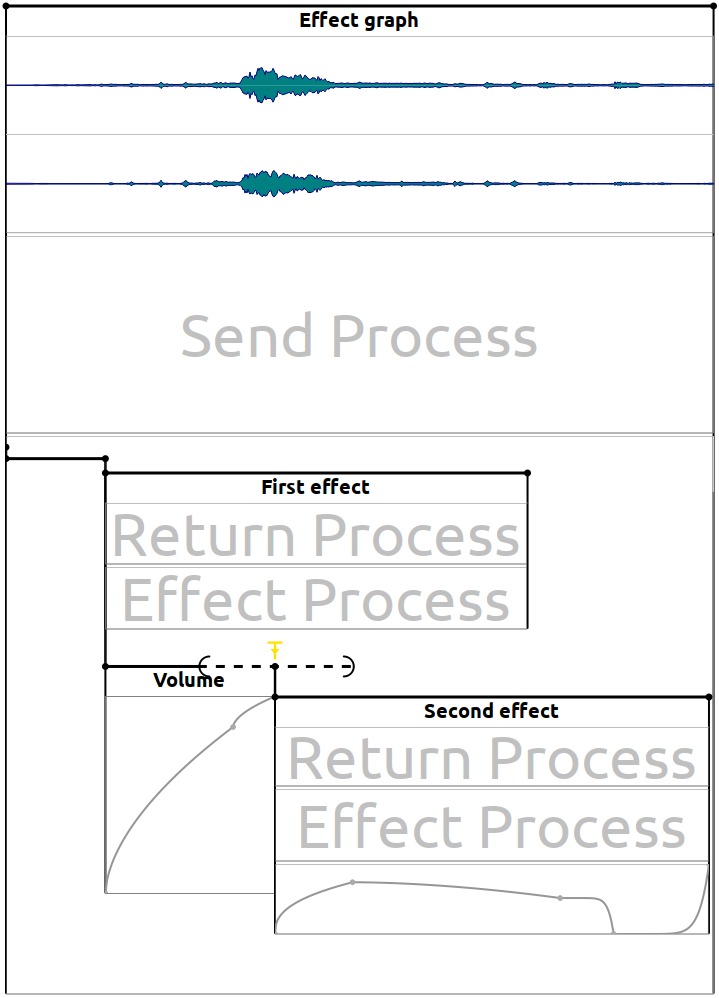 Effect graph
Send Process
First effect
Return Process
Effect Process
Volume
Second effect
Return Process
Effect Process